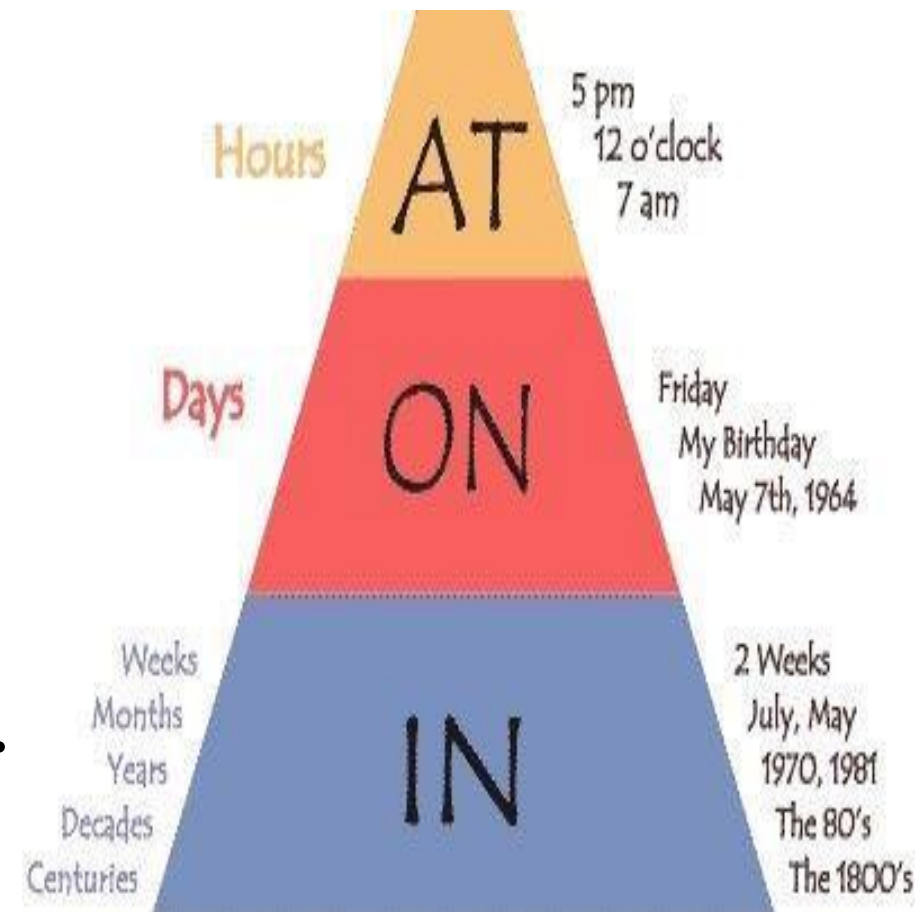 Hours
AT
5 pm
12 o'clock
7 am
Days
ON
Friday
My Birthday
May 7th, 1964
Weeks
Months
Years
Decades
Centuries
IN
2 Weeks
July, May
1970, 1981
The 80's
The 1800's